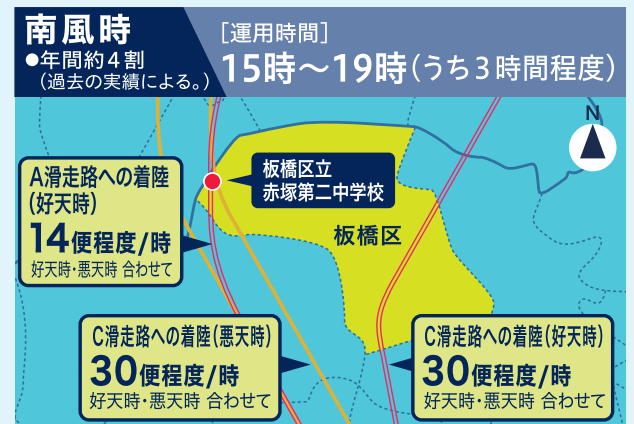 南風時
●年間約4割
(過去の実績による。)
[運用時間]
15時～19時(うち3時間程度)
N
板橋区立
赤塚第二中学校
A滑走路への着陸
(好天時)
14便程度/時
好天時・悪天時 合わせて
板橋区
C滑走路への着陸(悪天時)
30便程度/時
好天時・悪天時 合わせて
C滑走路への着陸(好天時)
30便程度/時
好天時・悪天時 合わせて